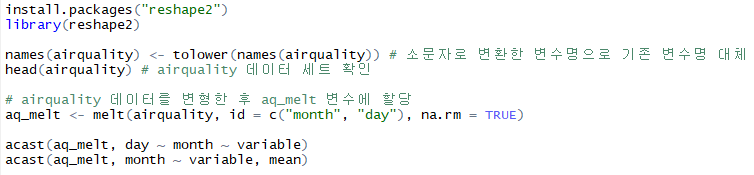 install.packages("reshape2")
library(reshape2)
names(airquality) <- tolower(names(airquality)) # 소문자로 변환한 변수명으로 기존 변수명 대체
head(airquality) # airquality 데이터 세트 확인
# airquality 데이터를 변형한 후 aq_melt 변수에 할당
aq_melt <- melt(airquality, id = c("month", "day"), na.rm = TRUE)
acast(aq_melt, day ~ month ~ variable)
acast(aq_melt, month ~ variable, mean)